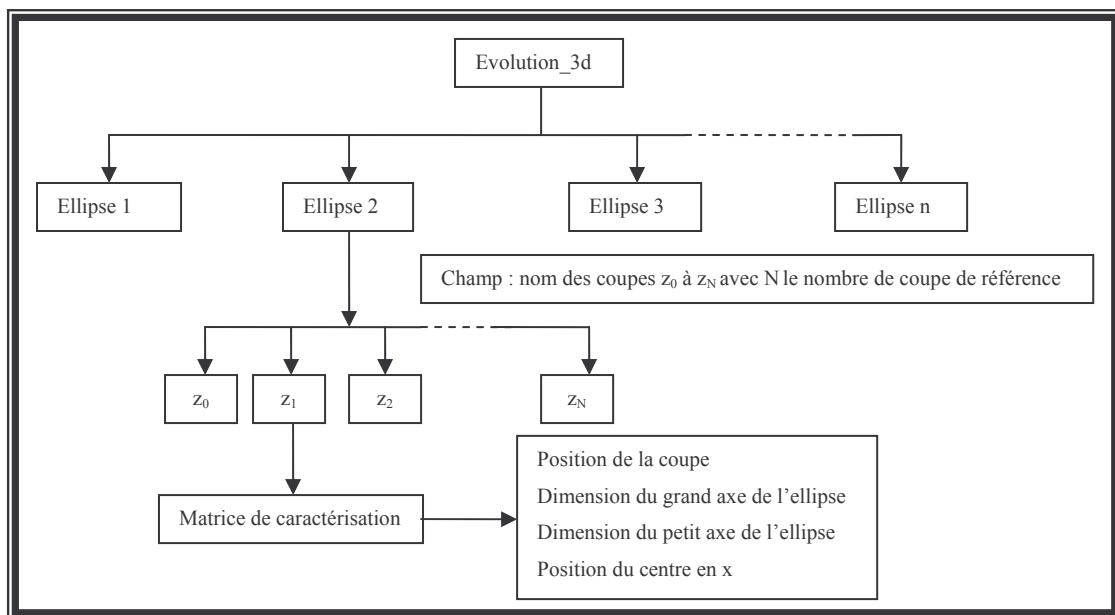 Evolution_3d
Ellipse 1
Ellipse 2
Ellipse 3
Ellipse n
Champ : nom des coupes z₀ à z_N avec N le nombre de coupe de référence
z₀
z₁
z₂
z_N
Position de la coupe
Dimension du grand axe de l’ellipse
Matrice de caractérisation
Dimension du petit axe de l’ellipse
Position du centre en x